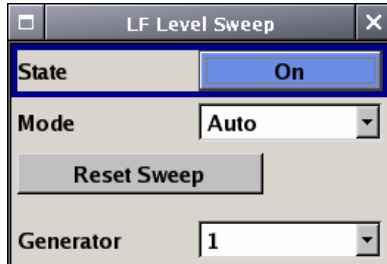 LF Level Sweep
State On
Mode Auto
Reset Sweep
Generator 1